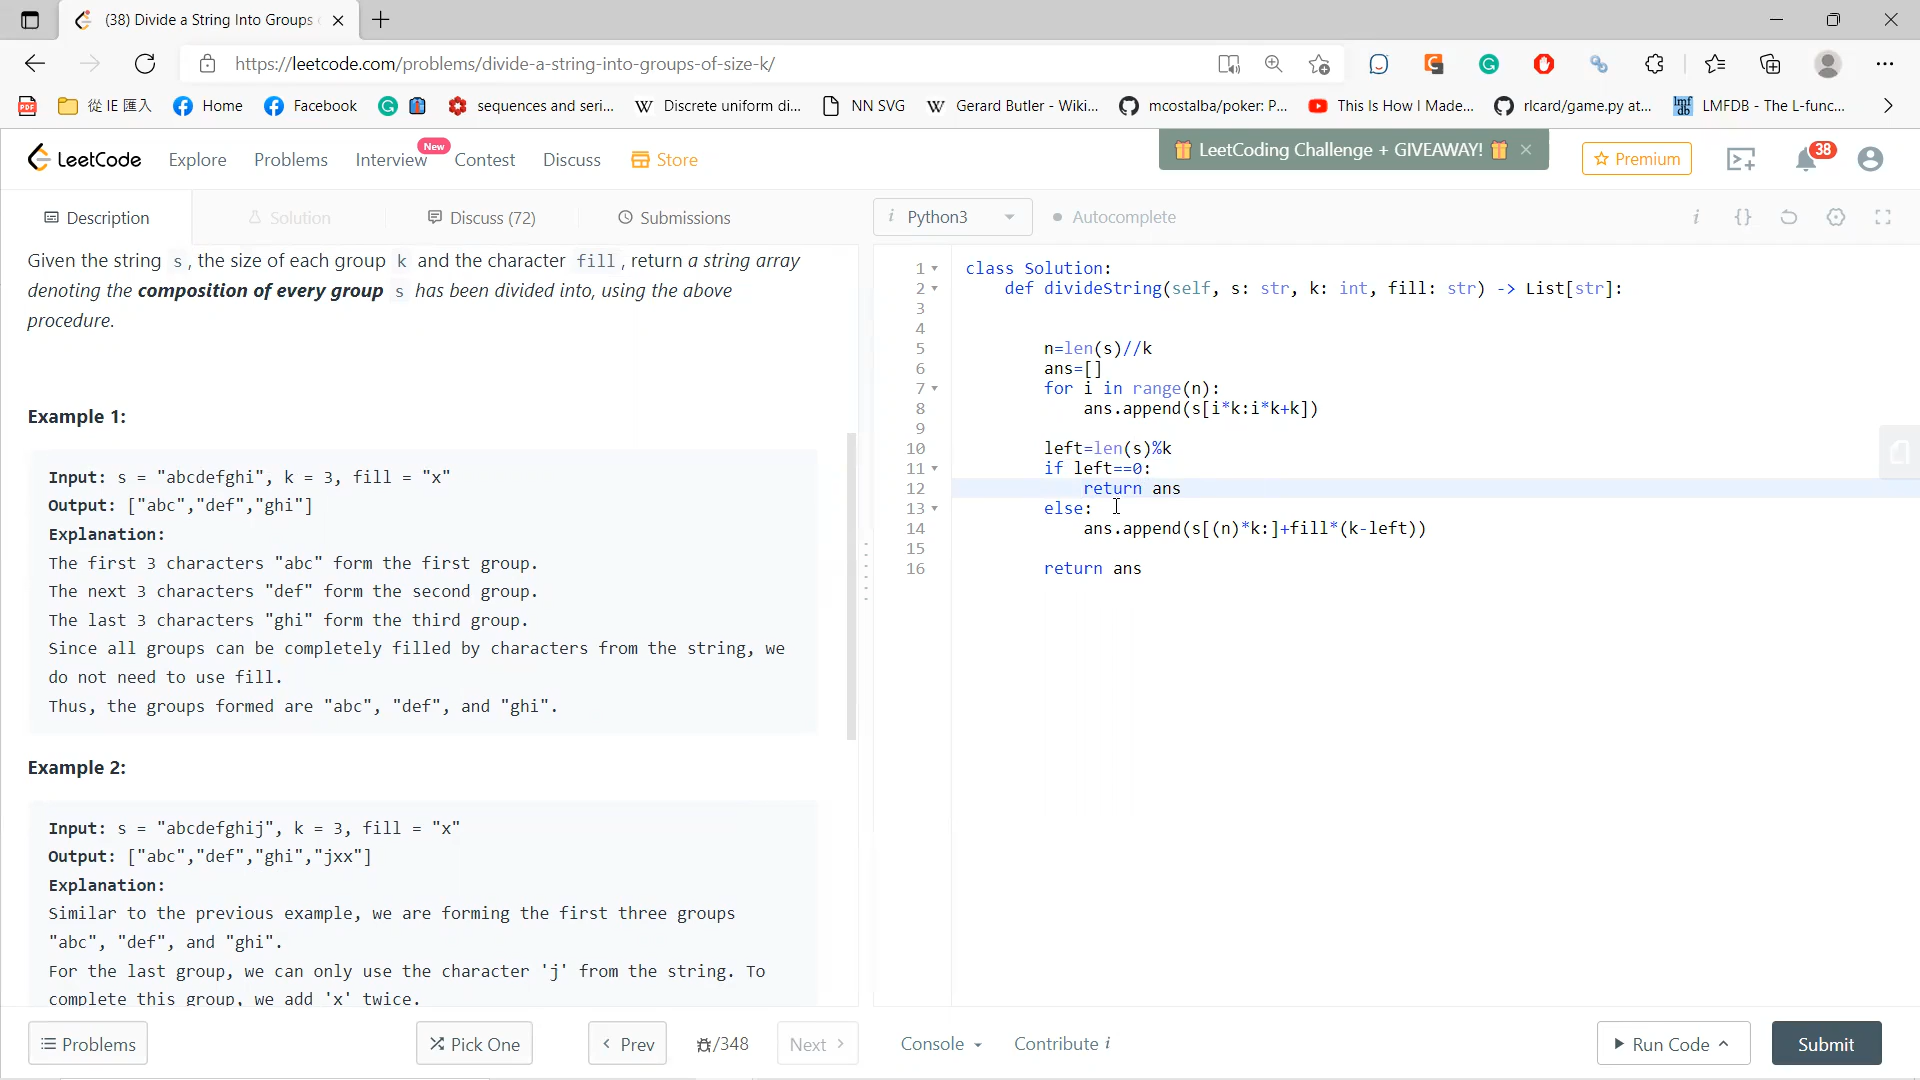 (38) Divide a String Into Groups
https://leetcode.com/problems/divide-a-string-into-groups-of-size-k/
從 IE 匯入
Home
Facebook
sequences and seri...
Discrete uniform di...
NN SVG
Gerard Butler - Wiki...
mcostalba/poker: P...
This Is How I Made...
rlcard/game.py at...
LMFDB - The L-func...
LeetCode
Explore
Problems
Interview
New
Contest
Discuss
Store
LeetCoding Challenge + GIVEAWAY!
Premium
38
Description
Solution
Discuss (72)
Submissions
Given the string s, the size of each group k and the character fill, return a string array
denoting the composition of every group s has been divided into, using the above
procedure.
Example 1:
Input: s = "abcdefghi", k = 3, fill = "x"
Output: ["abc","def","ghi"]
Explanation:
The first 3 characters "abc" form the first group.
The next 3 characters "def" form the second group.
The last 3 characters "ghi" form the third group.
Since all groups can be completely filled by characters from the string, we
do not need to use fill.
Thus, the groups formed are "abc", "def", and "ghi".
Example 2:
Input: s = "abcdefghij", k = 3, fill = "x"
Output: ["abc","def","ghi","jxx"]
Explanation:
Similar to the previous example, we are forming the first three groups
"abc", "def", and "ghi".
For the last group, we can only use the character 'j' from the string. To
complete this group, we add 'x' twice.
i Python3
Autocomplete
i
{}
1 class Solution:
2 def divideString(self, s: str, k: int, fill: str) -> List[str]:
3
4
5 n=len(s)//k
6 ans=[]
7 for i in range(n):
8 ans.append(s[i*k:i*k+k])
9
10 left=len(s)%k
11 if left==0:
12 return ans
13 else:
14 ans.append(s[(n)*k:]+fill*(k-left))
15
16 return ans
Problems
Pick One
Prev
/348
Next
Console
Contribute i
Run Code
Submit